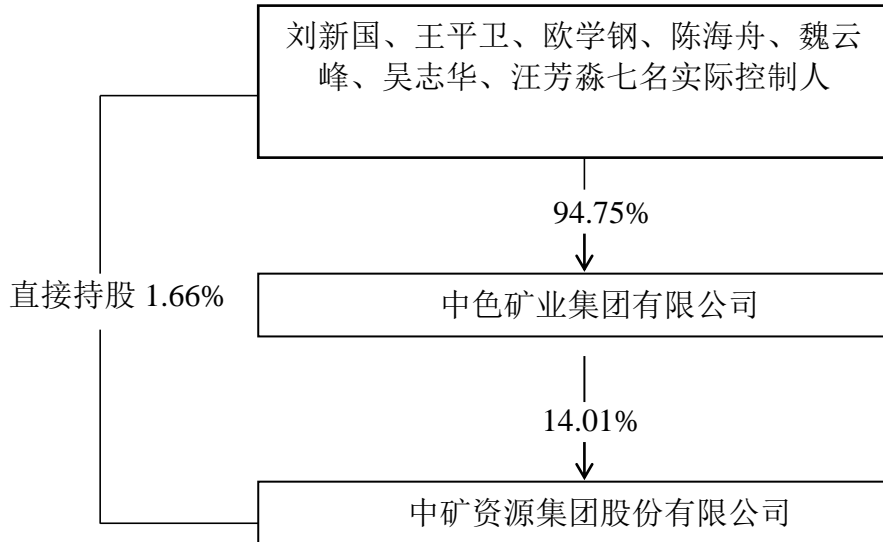 刘新国、王平卫、欧学钢、陈海舟、魏云
峰、吴志华、汪芳淼七名实际控制人
94.75%
直接持股 1.66%
中色矿业集团有限公司
14.01%
中矿资源集团股份有限公司